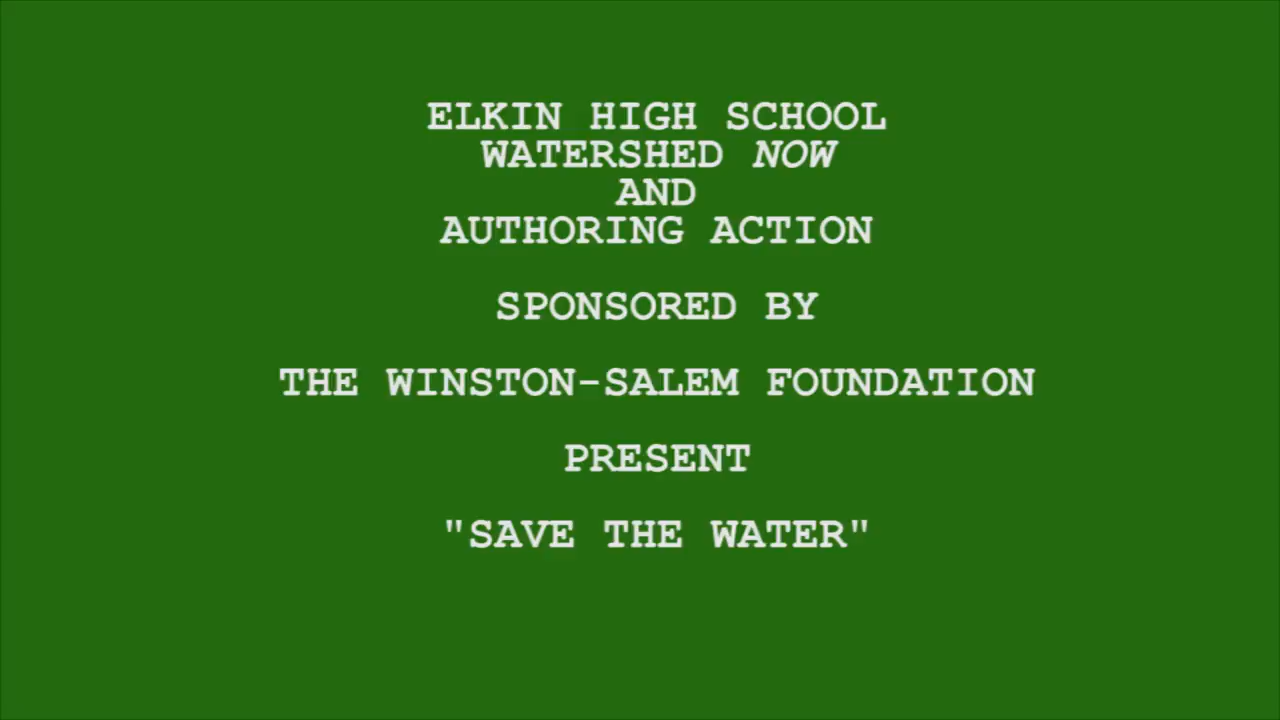 ELKIN HIGH SCHOOL
WATERSHED NOW
AND
AUTHORING ACTION
SPONSORED BY
THE WINSTON-SALEM FOUNDATION
PRESENT
"SAVE THE WATER"